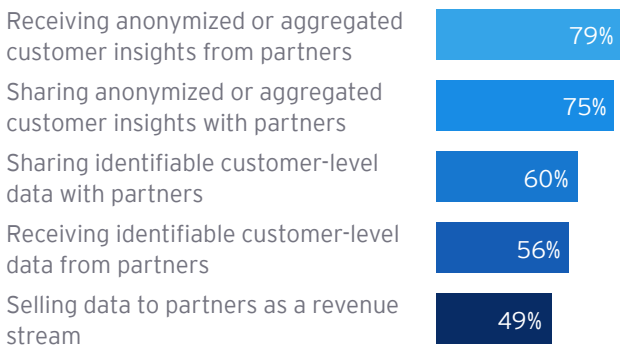 Receiving anonymized or aggregated
customer insights from partners
79%
Sharing anonymized or aggregated
customer insights with partners
75%
Sharing identifiable customer-level
data with partners
60%
Receiving identifiable customer-level
data from partners
56%
Selling data to partners as a revenue
stream
49%